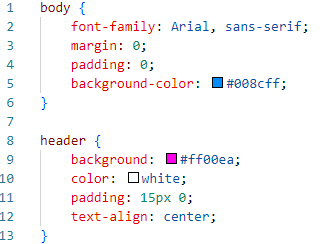 1 body {
2     font-family: Arial, sans-serif;
3     margin: 0;
4     padding: 0;
5     background-color: #008cff;
6 }
7
8 header {
9     background: #ff00ea;
10     color: white;
11     padding: 15px 0;
12     text-align: center;
13 }